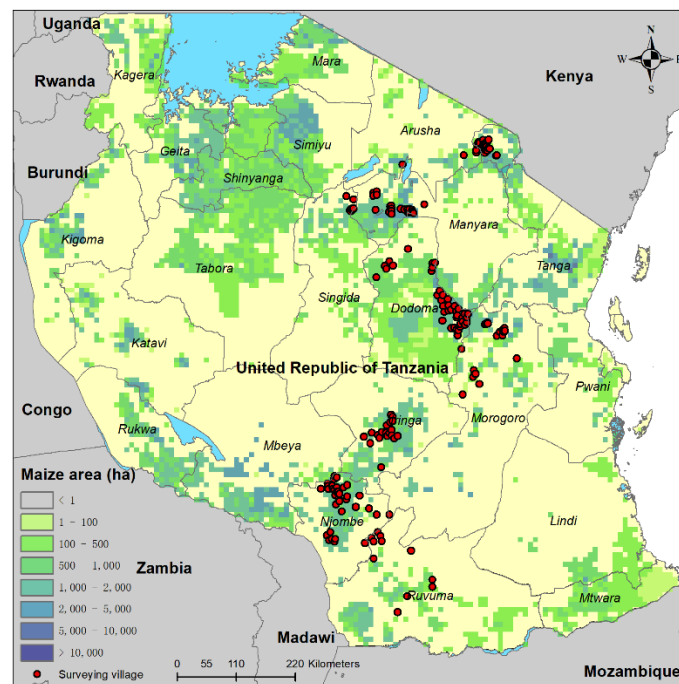 Uganda
N
Kenya
W
E
S
Kagera
Mara
Rwanda
Arusha
Geita
Simiyu
Burundi
Shinyanga
Manyara
Kigoma
Tanga
Tabora
Singida
Dodoma
Katavi
United Republic of Tanzania
Pwani
Congo
Morogoro
Rukwa
Mbeya
Maize area (ha)
< 1
1 - 100
100 - 500
500 - 1,000
1,000 - 2,000
2,000 - 5,000
5,000 - 10,000
> 10,000
Surveying village
Njombe
Lindi
Zambia
Ruvuma
Mtwara
Madawi
0 55 110 220 Kilometers
Mozambique